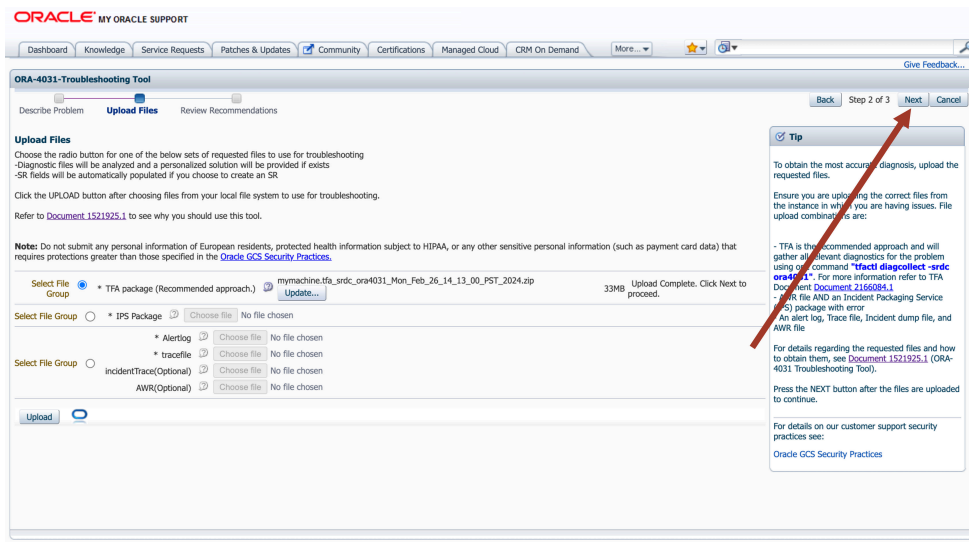 ORACLE® MY ORACLE SUPPORT
Dashboard Knowledge Service Requests Patches & Updates Community Certifications Managed Cloud CRM On Demand More...
Give Feedback...
ORA-4031-Troubleshooting Tool
Describe Problem Upload Files Review Recommendations
Back Step 2 of 3 Next Cancel
Upload Files
Choose the radio button for one of the below sets of requested files to use for troubleshooting
-Diagnostic files will be analyzed and a personalized solution will be provided if exists
-SR fields will be automatically populated if you choose to create an SR
Click the UPLOAD button after choosing files from your local file system to use for troubleshooting.
Refer to Document 1521925.1 to see why you should use this tool.
Note: Do not submit any personal information of European residents, protected health information subject to HIPAA, or any other sensitive personal information (such as payment card data) that
requires protections greater than those specified in the Oracle GCS Security Practices.
Select File Group * TFA package (Recommended approach.) mymachine.tfa_srdc_ora4031_Mon_Feb_26_14_13_00_PST_2024.zip
Update...
33MB Upload Complete. Click Next to
proceed.
Select File Group * IPS Package Choose file No file chosen
* Alertlog Choose file No file chosen
* tracefile Choose file No file chosen
Select File Group
incidentTrace(Optional) Choose file No file chosen
AWR(Optional) Choose file No file chosen
Upload
Tip
To obtain the most accurate diagnosis, upload the
requested files.
Ensure you are uploading the correct files from
the instance in which you are having issues. File
upload combinations are:
- TFA is the recommended approach and will
gather all relevant diagnostics for the problem
using one command "tfactl diagcollect -srdc
ora4031". For more information refer to TFA
Document Document 2166084.1
- AWR file AND an Incident Packaging Service
(IPS) package with error
- An alert log, Trace file, Incident dump file, and
AWR file
For details regarding the requested files and how
to obtain them, see Document 1521925.1 (ORA-
4031 Troubleshooting Tool).
Press the NEXT button after the files are uploaded
to continue.
For details on our customer support security
practices see:
Oracle GCS Security Practices